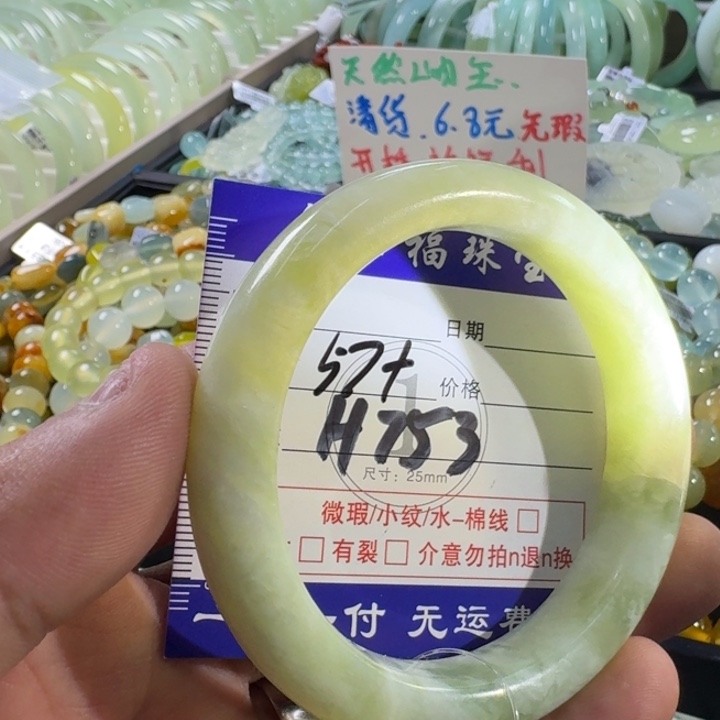 天然岫玉、
清货.6.8元无瑕
福珠宝
日期
57+
价格
H753
尺寸：25mm
微瑕/小纹/水-棉线□
□有裂□介意勿拍n退n换
付 无运费